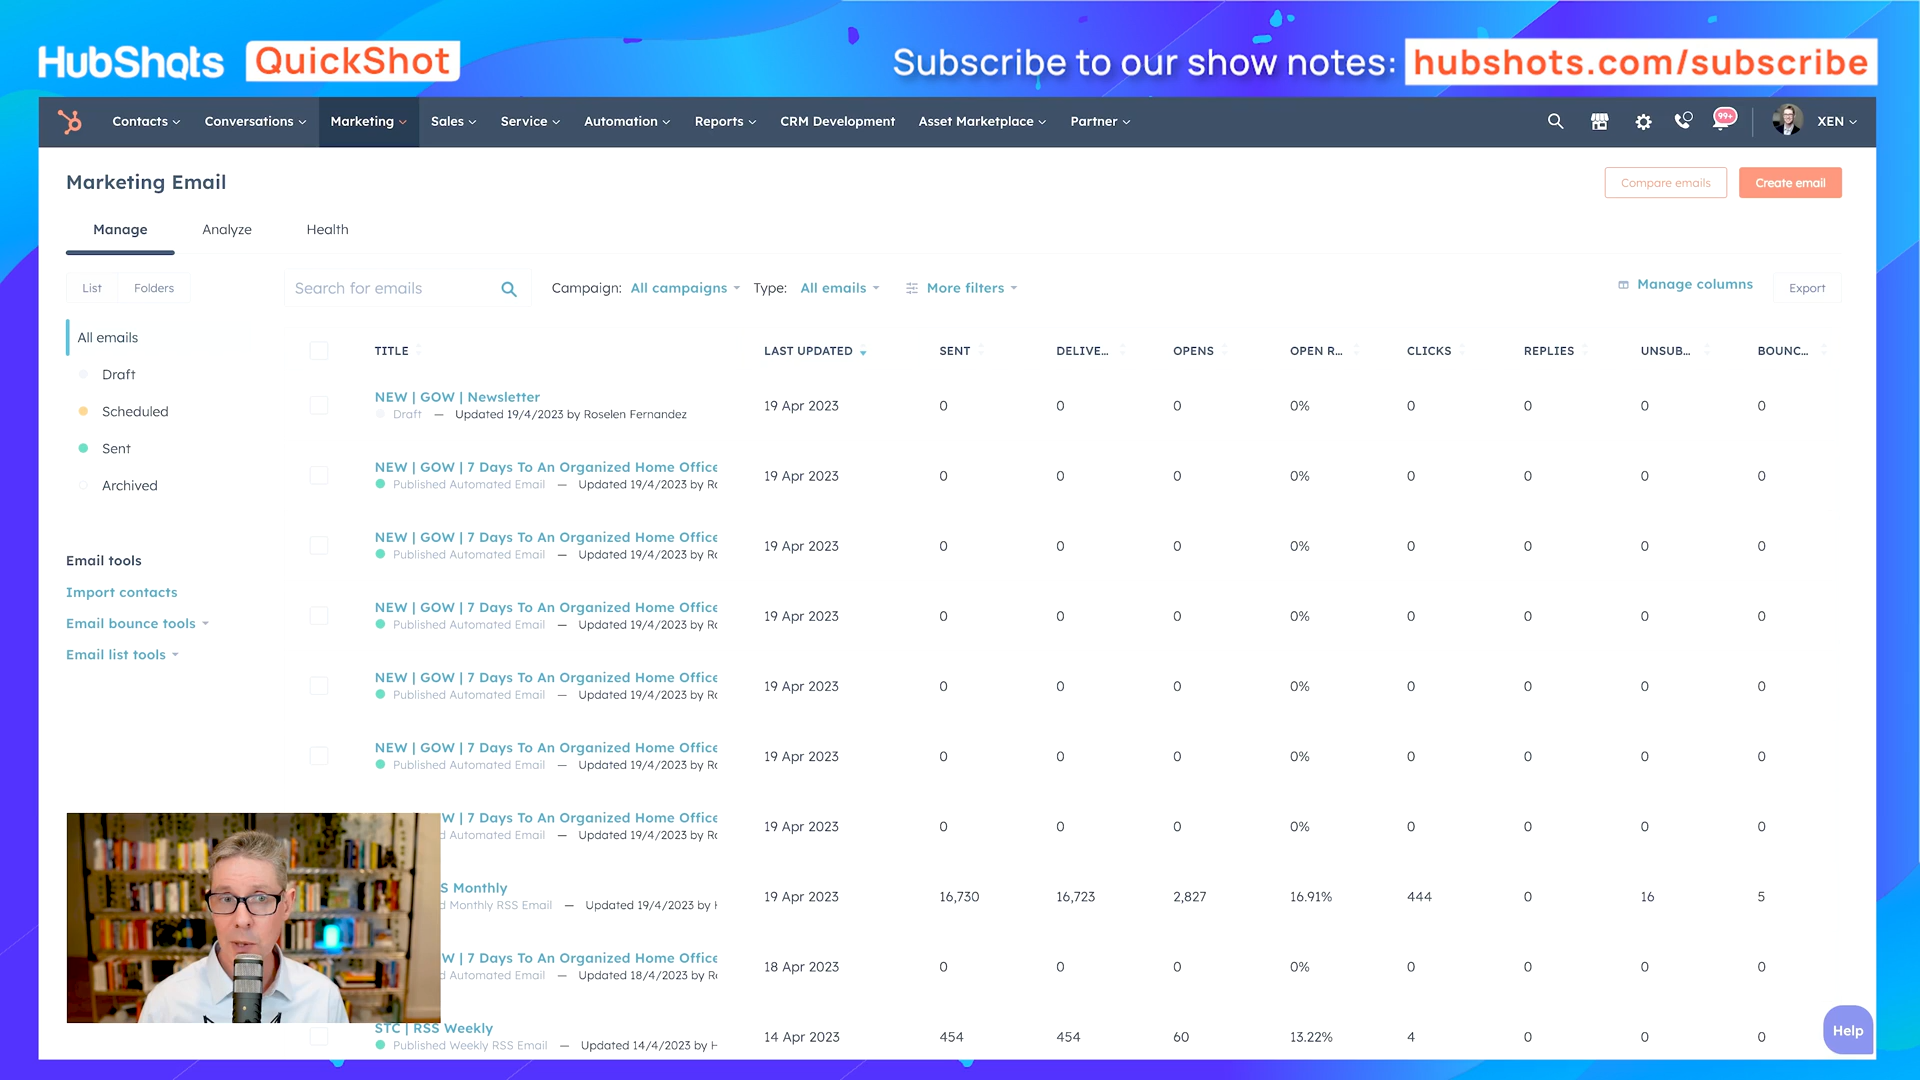 HubShots QuickShot
Subscribe to our show notes: hubshots.com/subscribe
Contacts Conversations Marketing Sales Service Automation Reports CRM Development Asset Marketplace Partner 99+ XEN
Marketing Email
Compare emails Create email
Manage Analyze Health
List Folders
Search for emails Campaign: All campaigns Type: All emails More filters Manage columns Export
All emails
Draft
Scheduled
Sent
Archived
Email tools
Import contacts
Email bounce tools
Email list tools
TITLE LAST UPDATED SENT DELIVE... OPENS OPEN R... CLICKS REPLIES UNSUB... BOUNC...
NEW | GOW | Newsletter
Draft — Updated 19/4/2023 by Roselen Fernandez
19 Apr 2023 0 0 0 0% 0 0 0 0
NEW | GOW | 7 Days To An Organized Home Office
Published Automated Email — Updated 19/4/2023 by Ro
19 Apr 2023 0 0 0 0% 0 0 0 0
NEW | GOW | 7 Days To An Organized Home Office
Published Automated Email — Updated 19/4/2023 by Ro
19 Apr 2023 0 0 0 0% 0 0 0 0
NEW | GOW | 7 Days To An Organized Home Office
Published Automated Email — Updated 19/4/2023 by Ro
19 Apr 2023 0 0 0 0% 0 0 0 0
NEW | GOW | 7 Days To An Organized Home Office
Published Automated Email — Updated 19/4/2023 by Ro
19 Apr 2023 0 0 0 0% 0 0 0 0
NEW | GOW | 7 Days To An Organized Home Office
Published Automated Email — Updated 19/4/2023 by Ro
19 Apr 2023 0 0 0 0% 0 0 0 0
W | 7 Days To An Organized Home Office
d Automated Email — Updated 19/4/2023 by Ro
19 Apr 2023 0 0 0 0% 0 0 0 0
S Monthly
d Monthly RSS Email — Updated 19/4/2023 by
19 Apr 2023 16,730 16,723 2,827 16.91% 444 0 16 5
W | 7 Days To An Organized Home Office
d Automated Email — Updated 18/4/2023 by Ro
18 Apr 2023 0 0 0 0% 0 0 0 0
STC | RSS Weekly
Published Weekly RSS Email — Updated 14/4/2023 by
14 Apr 2023 454 454 60 13.22% 4 0 0 0
Help